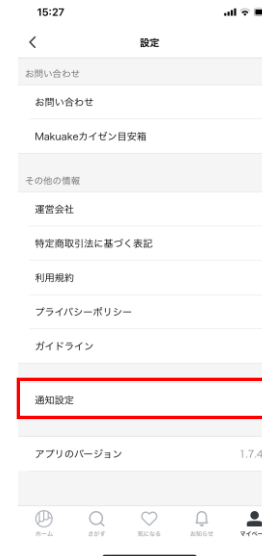 15:27
設定
お問い合わせ
お問い合わせ
Makuakeカイゼン目安箱
その他の情報
運営会社
特定商取引法に基づく表記
利用規約
プライバシーポリシー
ガイドライン
通知設定
アプリのバージョン 1.7.4
ホーム さがす 気になる お知らせ マイペー